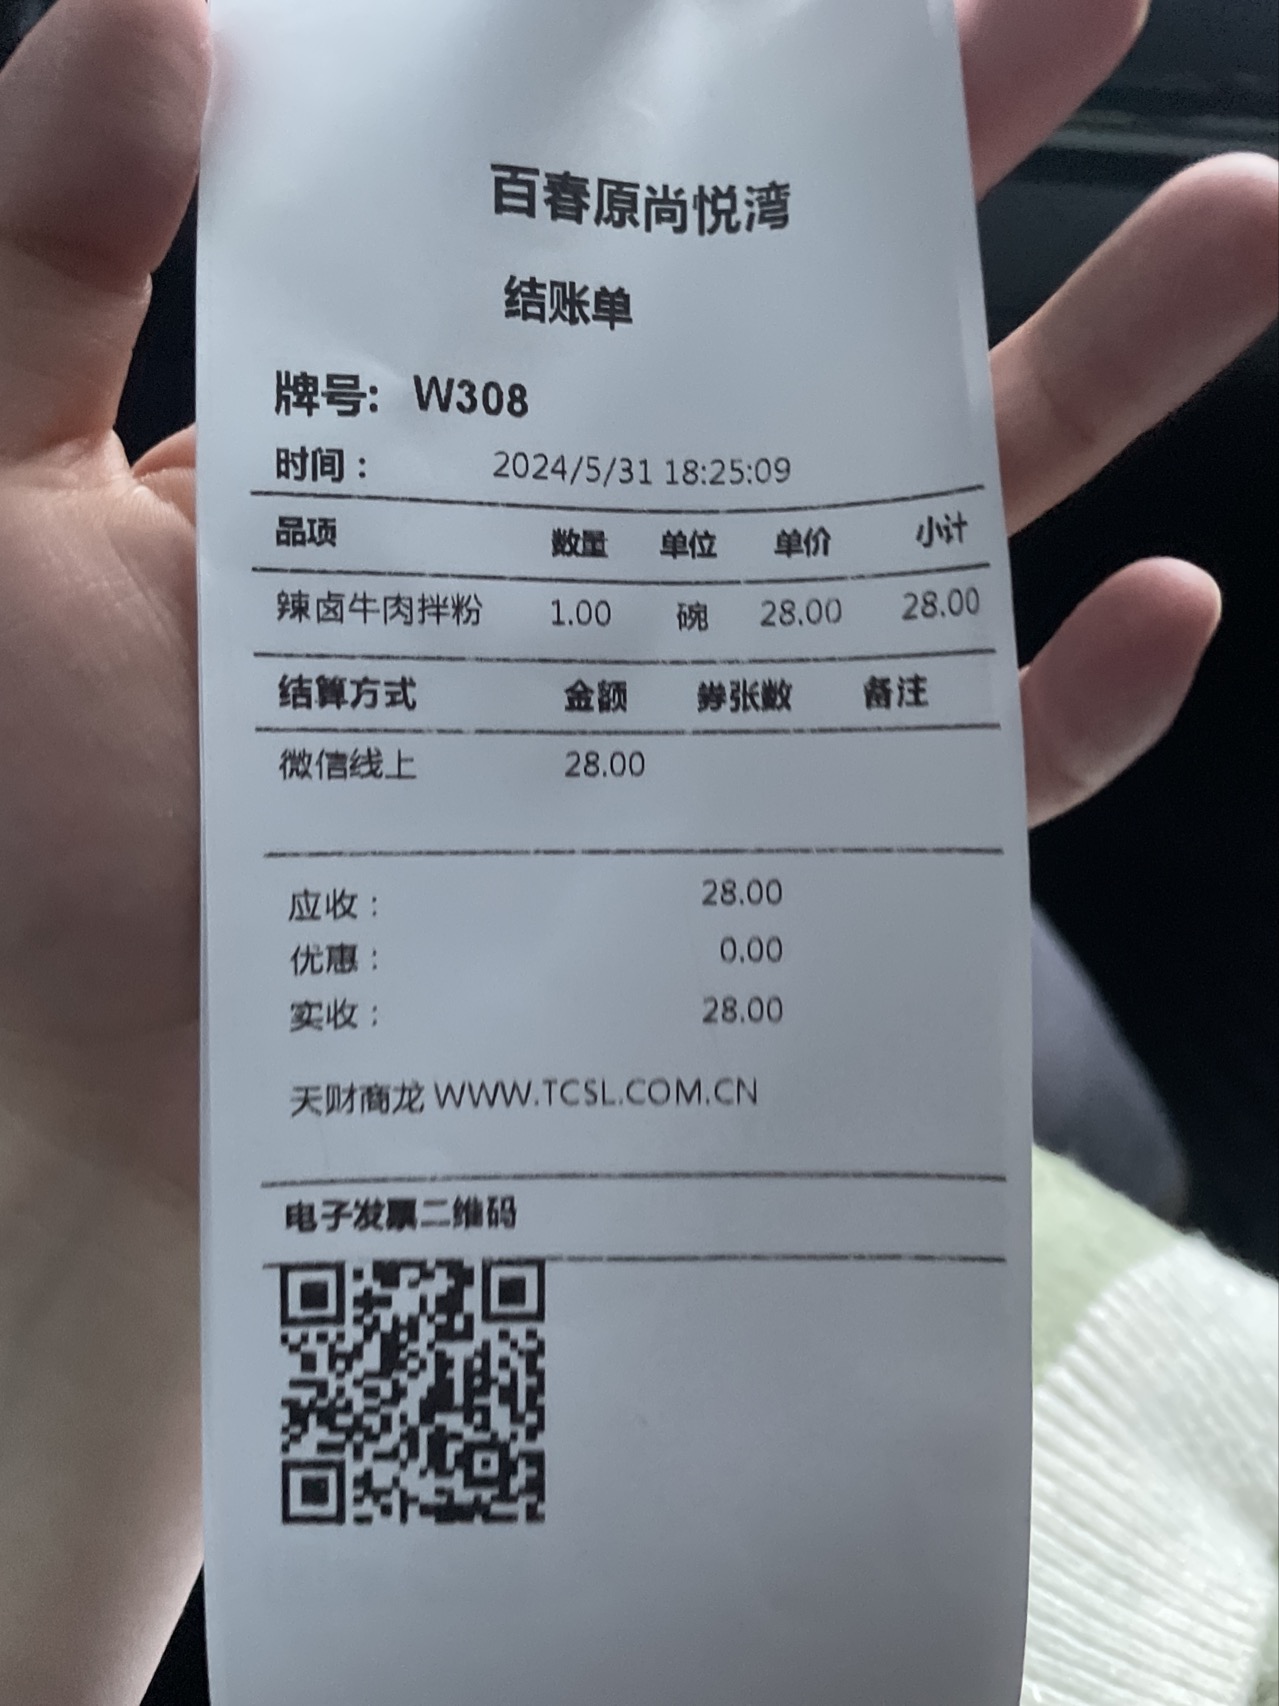 百春原尚悦湾
结账单
牌号: W308
时间： 2024/5/31 18:25:09
品项 数量 单位 单价 小计
辣卤牛肉拌粉 1.00 碗 28.00 28.00
结算方式 金额 券张数 备注
微信线上 28.00
应收： 28.00
优惠： 0.00
实收： 28.00
天财商龙 WWW.TCSL.COM.CN
电子发票二维码